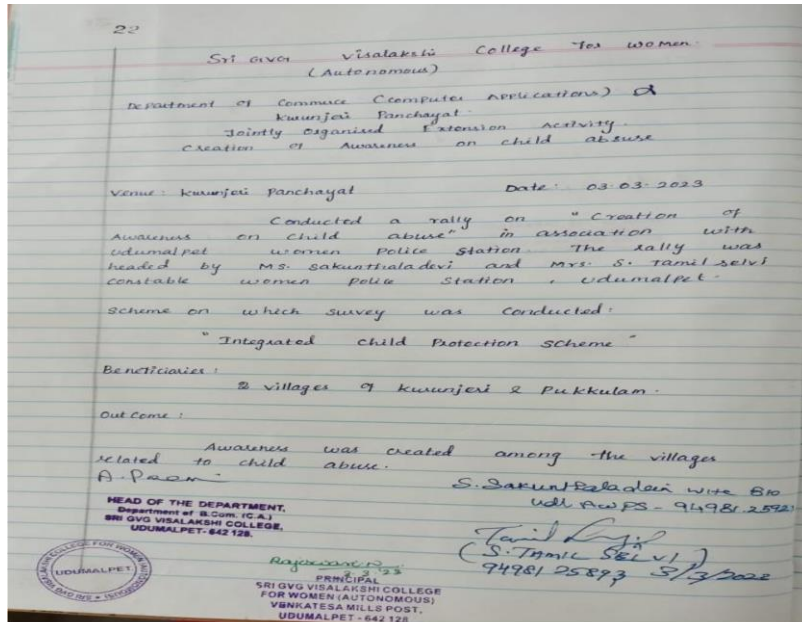 22
Sri GVG Visalakshi College for Women.
(Autonomous)
Department of Commerce (Computer Applications) &
Kurunjeri Panchayat.
Jointly Organised Extension Activity.
Creation of Awareness on child abuse
Venue: Kurunjeri Panchayat Date: 03.03.2023
Conducted a rally on "Creation of
Awareness on child abuse" in association with
Udumalpet women Police Station. The rally was
headed by Ms. Sakunthaladevi and Mrs. S. Tamil selvi
constable women police Station, Udumalpet.
Scheme on which survey was conducted:
"Integrated child Protection scheme"
Beneficiaries:
2 villages of Kurunjeri & Pukkulam.
Outcome:
Awareness was created among the villages
related to child abuse.
HEAD OF THE DEPARTMENT,
Department of B.Com. (C.A.)
SRI GVG VISALAKSHI COLLEGE,
UDUMALPET - 642 128.
S. Sakunthaladevi
AWPS - 94981 25921
(S. TAMIL SELVI)
94981 25893 3/3/2023
UDUMALPET
PRINCIPAL
SRI GVG VISALAKSHI COLLEGE
FOR WOMEN (AUTONOMOUS)
VENKATESA MILLS POST,
UDUMALPET - 642 128